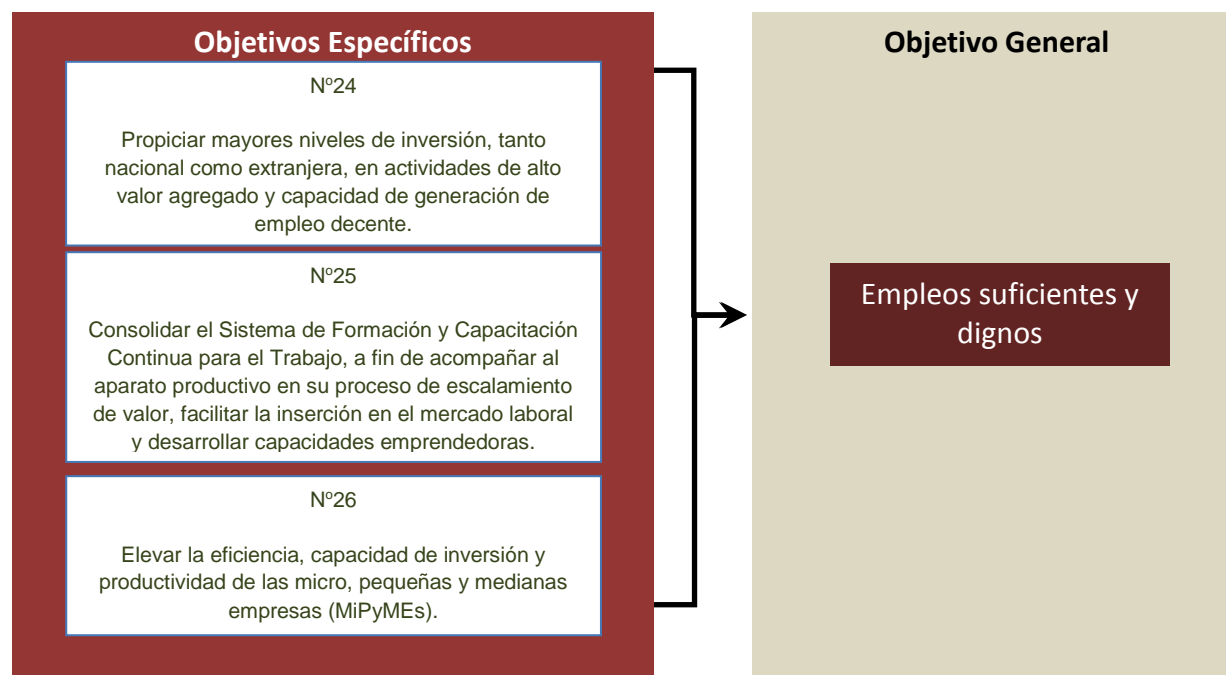 Objetivos Específicos
Nº24
Propiciar mayores niveles de inversión, tanto
nacional como extranjera, en actividades de alto
valor agregado y capacidad de generación de
empleo decente.
Nº25
Consolidar el Sistema de Formación y Capacitación
Continua para el Trabajo, a fin de acompañar al
aparato productivo en su proceso de escalamiento
de valor, facilitar la inserción en el mercado laboral
y desarrollar capacidades emprendedoras.
Nº26
Elevar la eficiencia, capacidad de inversión y
productividad de las micro, pequeñas y medianas
empresas (MiPyMEs).
Objetivo General
Empleos suficientes y
dignos